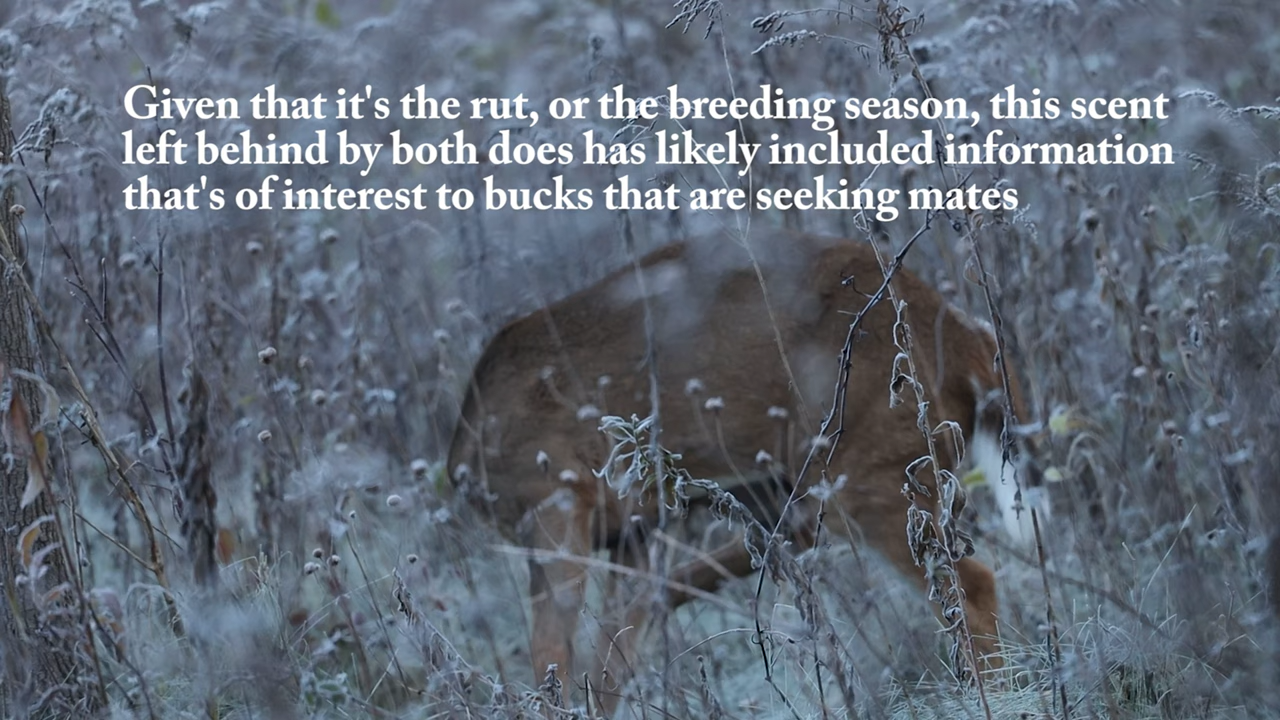 Given that it's the rut, or the breeding season, this scent
left behind by both does has likely included information
that's of interest to bucks that are seeking mates